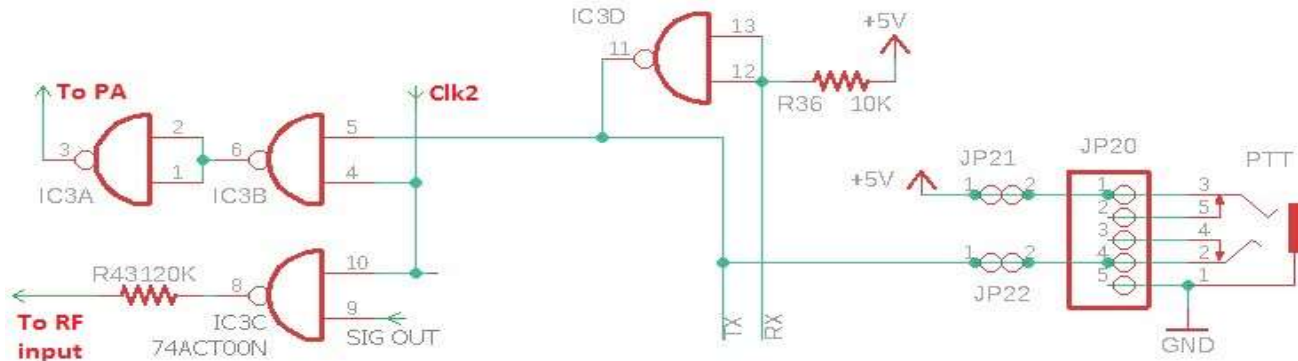 IC3D
+5V
13
11
12
R36 10K
To PA
Clk2
2
5
3
6
1
4
IC3A
IC3B
JP21
JP20
PTT
+5V
1 2
1
3
2
5
3
4
1 2
4
2
5
1
JP22
R43120K
10
8
9
IC3C
SIG OUT
74ACT00N
To RF
input
TX
RX
GND